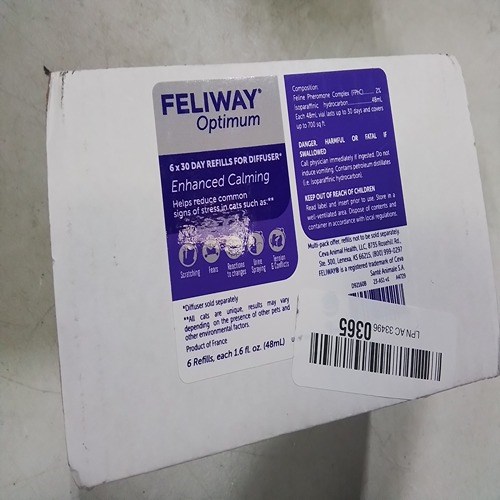 FELIWAY®
Optimum
6 x 30 DAY REFILLS FOR DIFFUSER*
Enhanced Calming
Helps reduce common
signs of stress in cats such as:**
Scratching
Fears
Reactions
to changes
Urine
Spraying
Tension
& Conflicts
*Diffuser sold separately
**All cats are unique, results may vary
depending on the presence of other pets and
other environmental factors.
Product of France
6 Refills, each 1.6 fl. oz. (48mL)
Composition
Feline Pheromone Complex (FPhC)........ 2%
Isoparaffinic hydrocarbon................48mL
Each 48mL vial lasts up to 30 days and covers
up to 700 sq ft.
DANGER. HARMFUL OR FATAL IF
SWALLOWED
Call physician immediately if ingested. Do not
induce vomiting. Contains petroleum distillates
(i.e. isoparaffinic hydrocarbon).
KEEP OUT OF REACH OF CHILDREN
Read label and insert prior to use. Store in a
well-ventilated area. Dispose of contents and
container in accordance with local regulations.
Multi-pack offer, refills not to be sold separately.
Ceva Animal Health, LLC, 8735 Rosehill Rd.,
Ste. 300, Lenexa, KS 66215, (800) 999-0297
FELIWAY® is a registered trademark of Ceva
Santé Animale S.A.
LPN AC 33496
0365